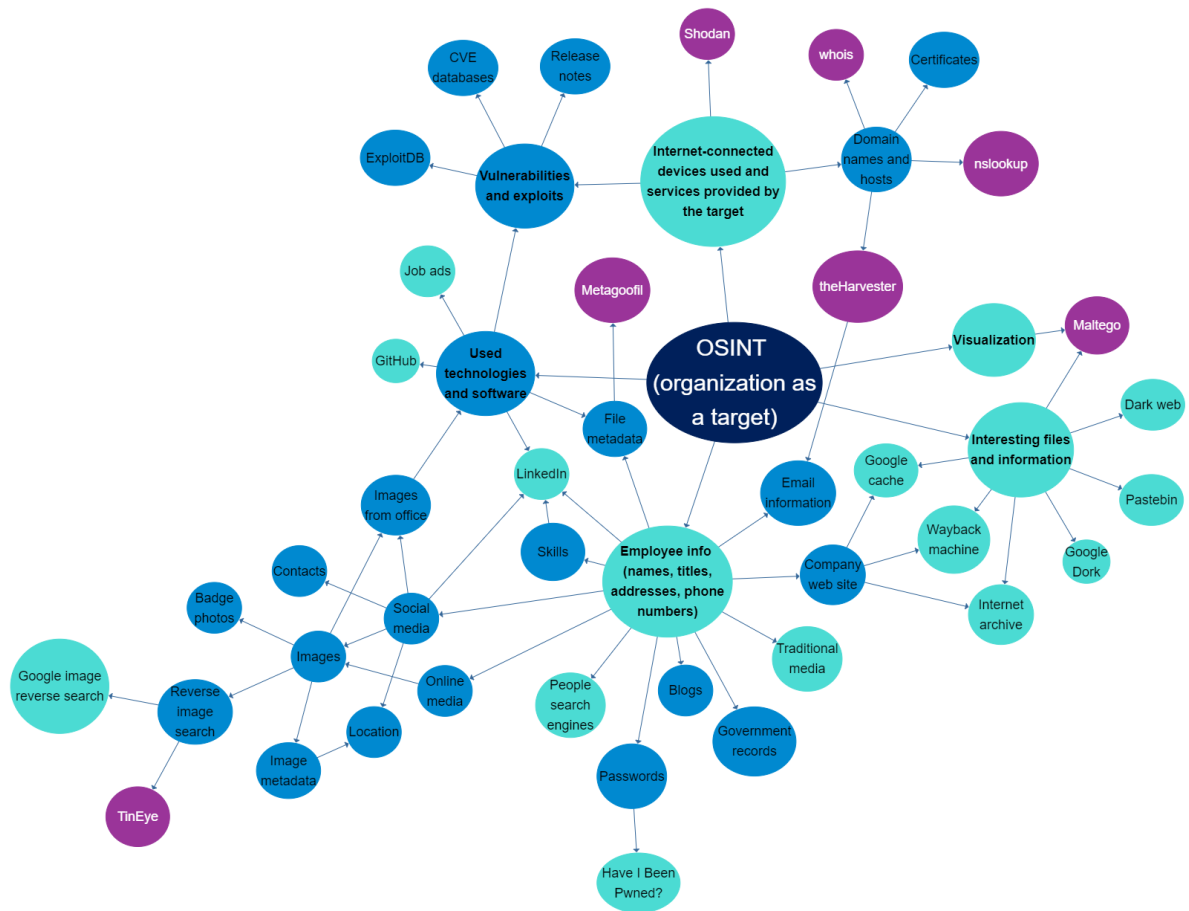 Shodan
CVE
databases
Release
notes
whois
Certificates
ExploitDB
Vulnerabilities
and exploits
Internet-connected
devices used and
services provided by
the target
Domain
names and
hosts
nslookup
Job ads
Metagoofil
theHarvester
GitHub
Used
technologies
and software
OSINT
(organization as
a target)
Visualization
Maltego
File
metadata
Dark web
LinkedIn
Interesting files
and information
Google
cache
Images
from office
Email
Information
Pastebin
Skills
Wayback
machine
Google
Dork
Contacts
Employee info
(names, titles,
addresses, phone
numbers)
Company
web site
Badge
photos
Social
media
Internet
archive
Images
Traditional
media
Google image
reverse search
Reverse
image
search
Online
media
People
search
engines
Blogs
Location
Government
records
Image
metadata
Passwords
TinEye
Have I Been
Pwned?